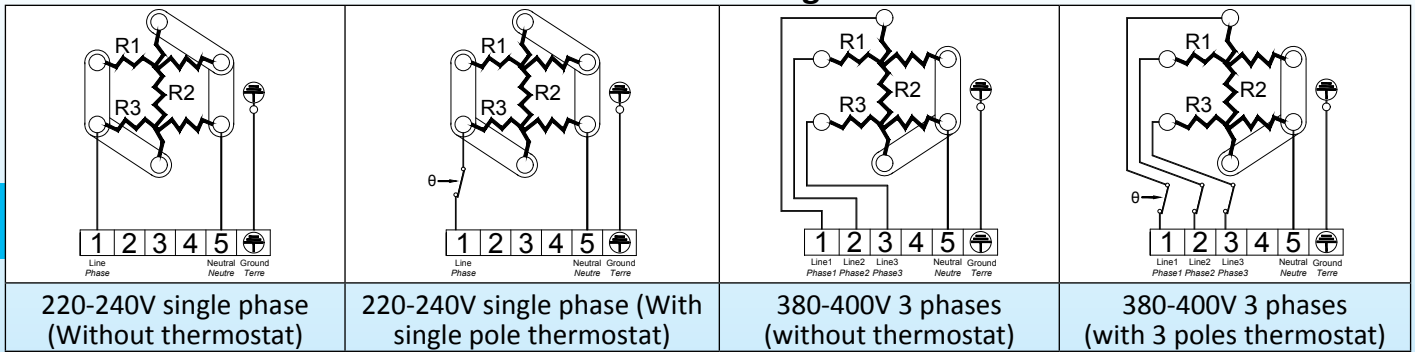 R1
R2
R3
1 2 3 4 5
Line
Phase
Neutral
Neutre
Ground
Terre
220-240V single phase
(Without thermostat)
R1
R2
R3
θ
1 2 3 4 5
Line
Phase
Neutral
Neutre
Ground
Terre
220-240V single phase (With
single pole thermostat)
R1
R2
R3
1 2 3 4 5
Line1 Line2 Line3
Phase1 Phase2 Phase3
Neutral
Neutre
Ground
Terre
380-400V 3 phases
(without thermostat)
R1
R2
R3
θ
1 2 3 4 5
Line1 Line2 Line3
Phase1 Phase2 Phase3
Neutral
Neutre
Ground
Terre
380-400V 3 phases
(with 3 poles thermostat)